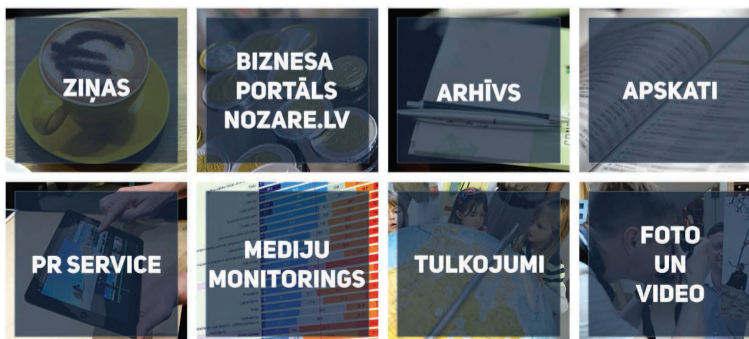 ZIŅAS
BIZNESA
PORTĀLS
NOZARE.LV
ARHĪVS
APSKATI
PR SERVICE
MEDIJU
MONITORINGS
TULKOJUMI
FOTO
UN
VIDEO